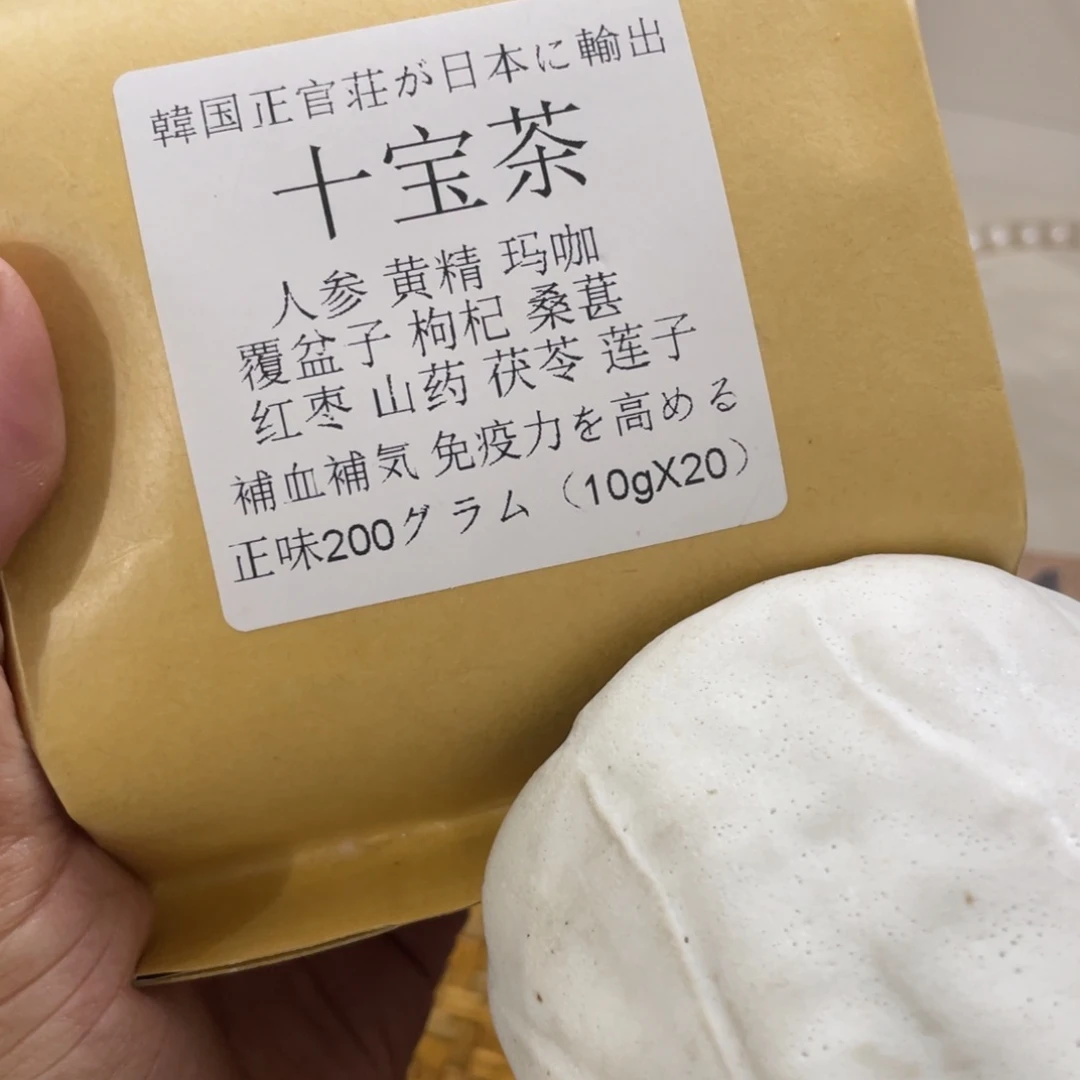 韓国正官荘が日本に輸出
十宝茶
人参 黄精 玛咖
覆盆子 枸杞 桑葚
红枣 山药 茯苓 莲子
補血補気 免疫力を高める
正味200グラム（10gX20）